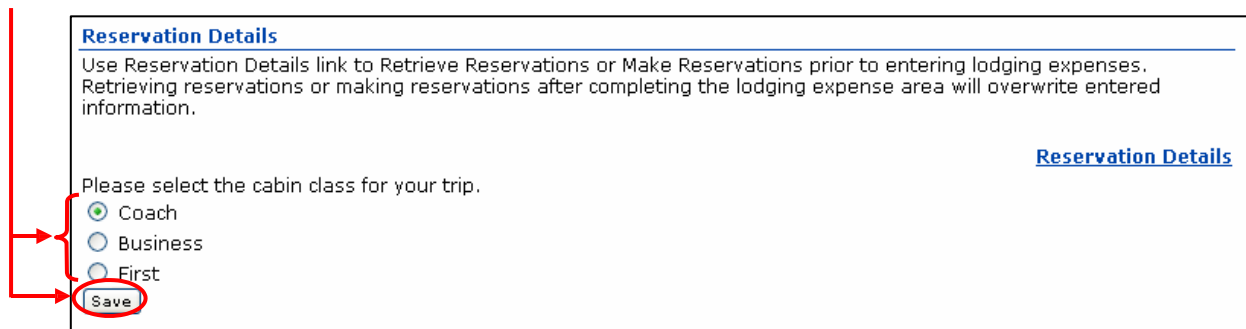 Reservation Details
Use Reservation Details link to Retrieve Reservations or Make Reservations prior to entering lodging expenses.
Retrieving reservations or making reservations after completing the lodging expense area will overwrite entered
information.
Reservation Details
Please select the cabin class for your trip.
Coach
Business
First
Save